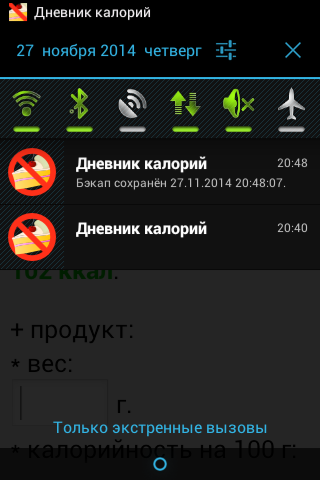 Дневник калорий
27 ноября 2014 четверг
Дневник калорий 20:48
Бэкап сохранён 27.11.2014 20:48:07.
Дневник калорий 20:40
102 ккал.
+ продукт:
* вес:
г.
Только экстренные вызовы
* калорийность на 100 г: